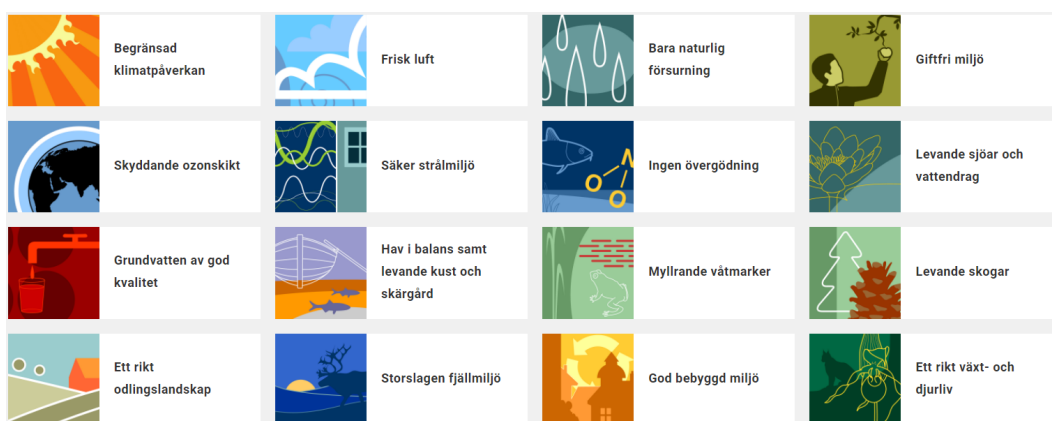 Begränsad
klimatpåverkan
Frisk luft
Bara naturlig
försurning
Giftfri miljö
Skyddande ozonskikt
Säker strålmiljö
Ingen övergödning
N
O
O
Levande sjöar och
vattendrag
Grundvatten av god
kvalitet
Hav i balans samt
levande kust och
skärgård
Myllrande våtmarker
Levande skogar
Ett rikt
odlingslandskap
Storslagen fjällmiljö
God bebyggd miljö
Ett rikt växt- och
djurliv